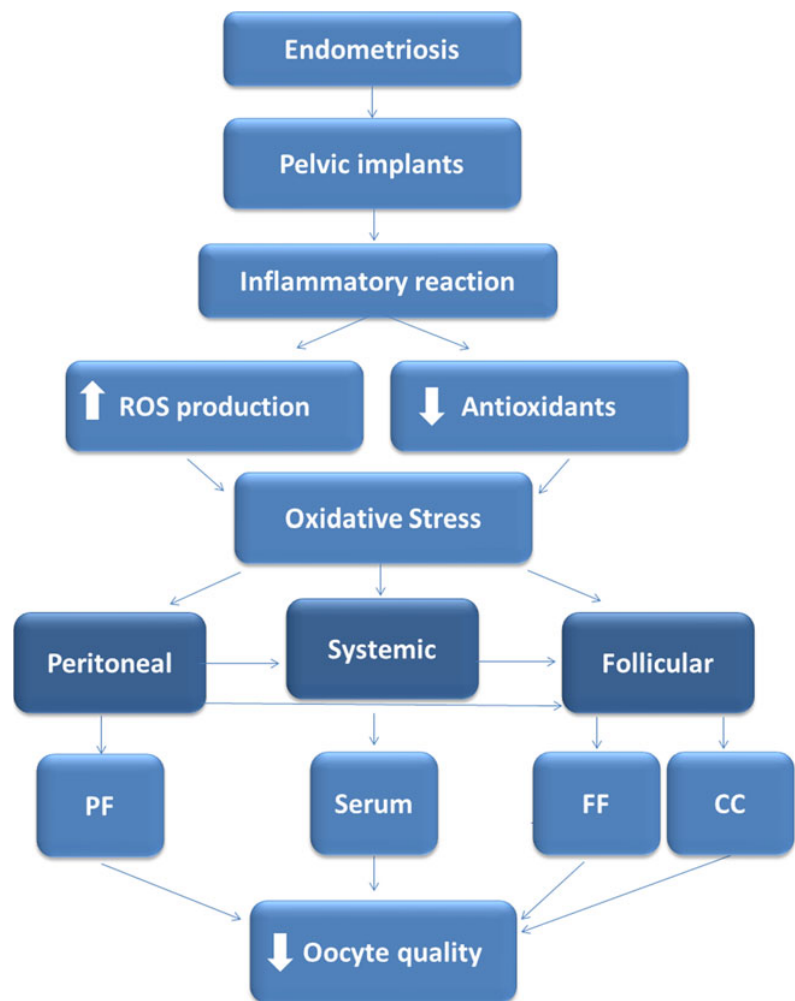 Endometriosis
Pelvic implants
Inflammatory reaction
ROS production
Antioxidants
Oxidative Stress
Peritoneal
Systemic
Follicular
PF
Serum
FF
CC
Oocyte quality